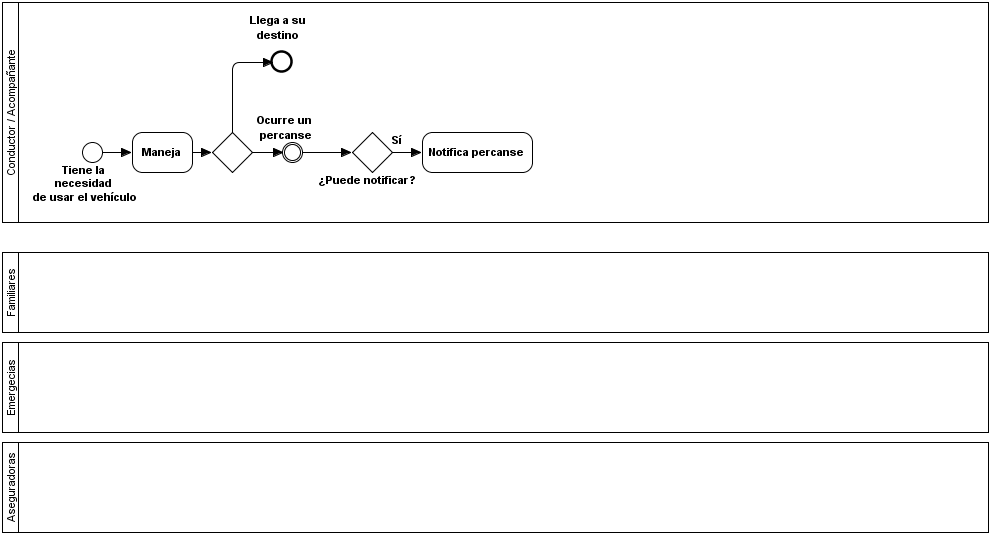 Conductor / Acompañante
Llega a su
destino
Ocurre un
percanse
Maneja
Sí
Notifica percanse
Tiene la
necesidad
de usar el vehículo
¿Puede notificar?
Familiares
Emergecias
Aseguradoras